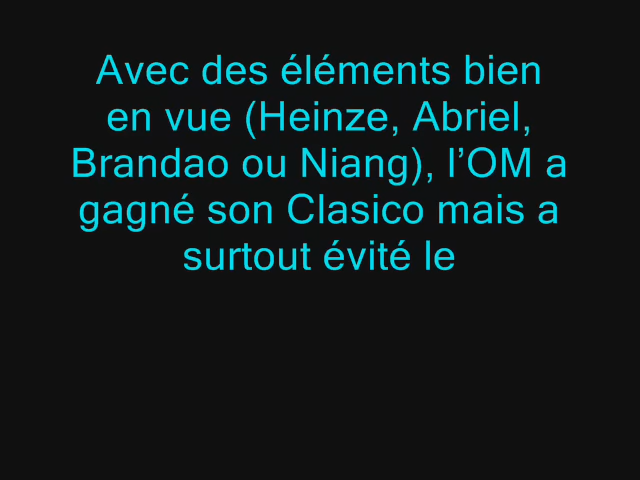 Avec des éléments bien
en vue (Heinze, Abriel,
Brandao ou Niang), l’OM a
gagné son Clasico mais a
surtout évité le